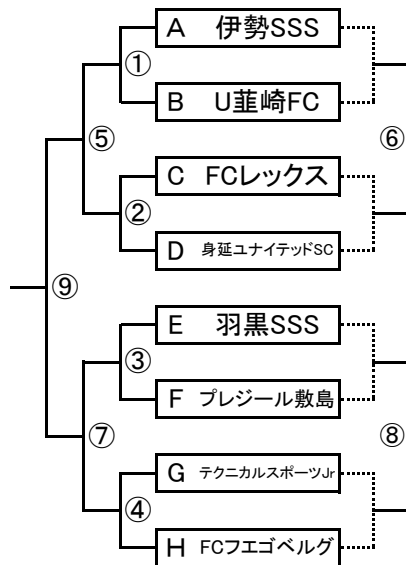 A 伊勢SSS
①
B U韮崎FC
⑤
⑥
C FCレックス
②
D 身延ユナイテッドSC
⑨
E 羽黒SSS
③
F プレジール敷島
⑦
⑧
G テクニカルスポーツJr
④
H FCフエゴベルグ